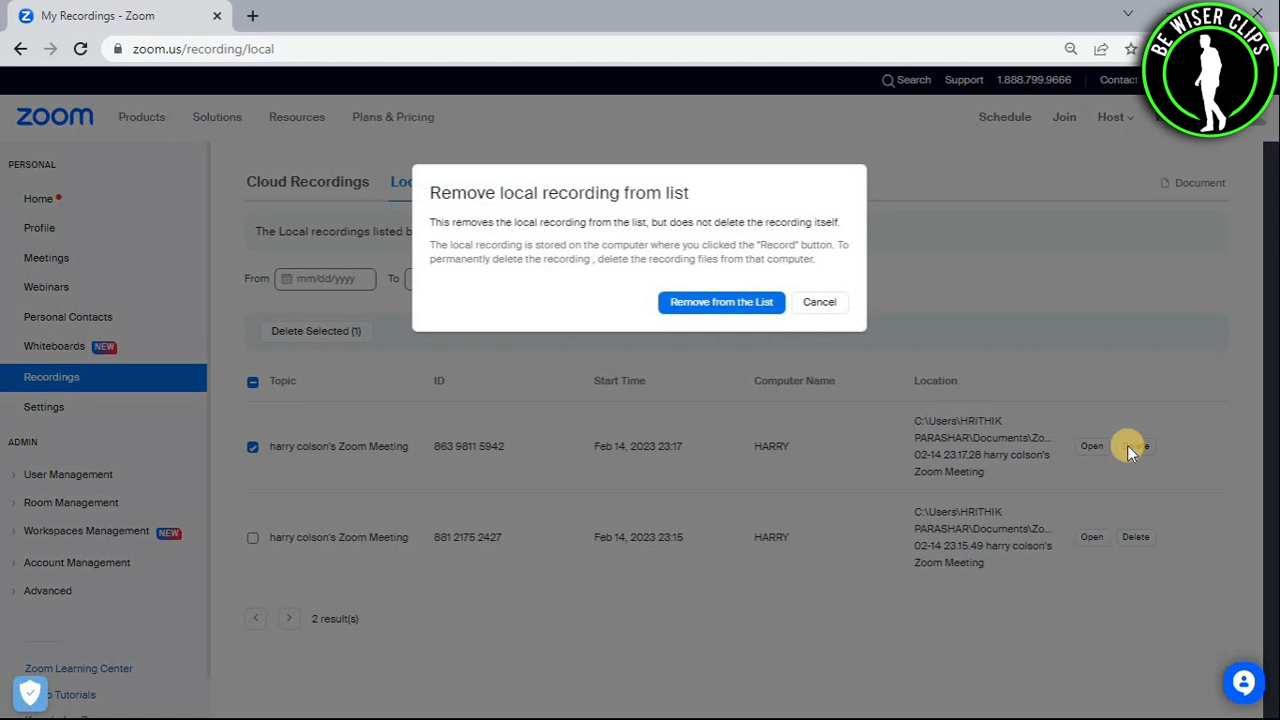 My Recordings - Zoom
zoom.us/recording/local
BE WISER CLIPS
Search Support 1.888.799.9666 Contact
zoom Products Solutions Resources Plans & Pricing Schedule Join Host
PERSONAL
Home
Profile
Meetings
Webinars
Personal Contacts
Whiteboards NEW
Recordings
Settings
ADMIN
User Management
Room Management
Workspaces Management NEW
Account Management
Advanced
Zoom Learning Center
Tutorials
Cloud Recordings
Document
The Local recordings listed
From mm/dd/yyyy To
Remove local recording from list
This removes the local recording from the list, but does not delete the recording itself.
The local recording is stored on the computer where you clicked the "Record" button. To
permanently delete the recording , delete the recording files from that computer.
Remove from the List Cancel
Delete Selected (1)
Topic ID Start Time Computer Name Location
harry colson's Zoom Meeting 863 9811 5942 Feb 14, 2023 23:17 HARRY
C:\Users\HRITHIK
PARASHAR\Documents\Zo...
02-14 23.17.28 harry colson's
Zoom Meeting
Open
harry colson's Zoom Meeting 881 2175 2427 Feb 14, 2023 23:15 HARRY
C:\Users\HRITHIK
PARASHAR\Documents\Zo...
02-14 23.15.49 harry colson's
Zoom Meeting
Open Delete
2 result(s)